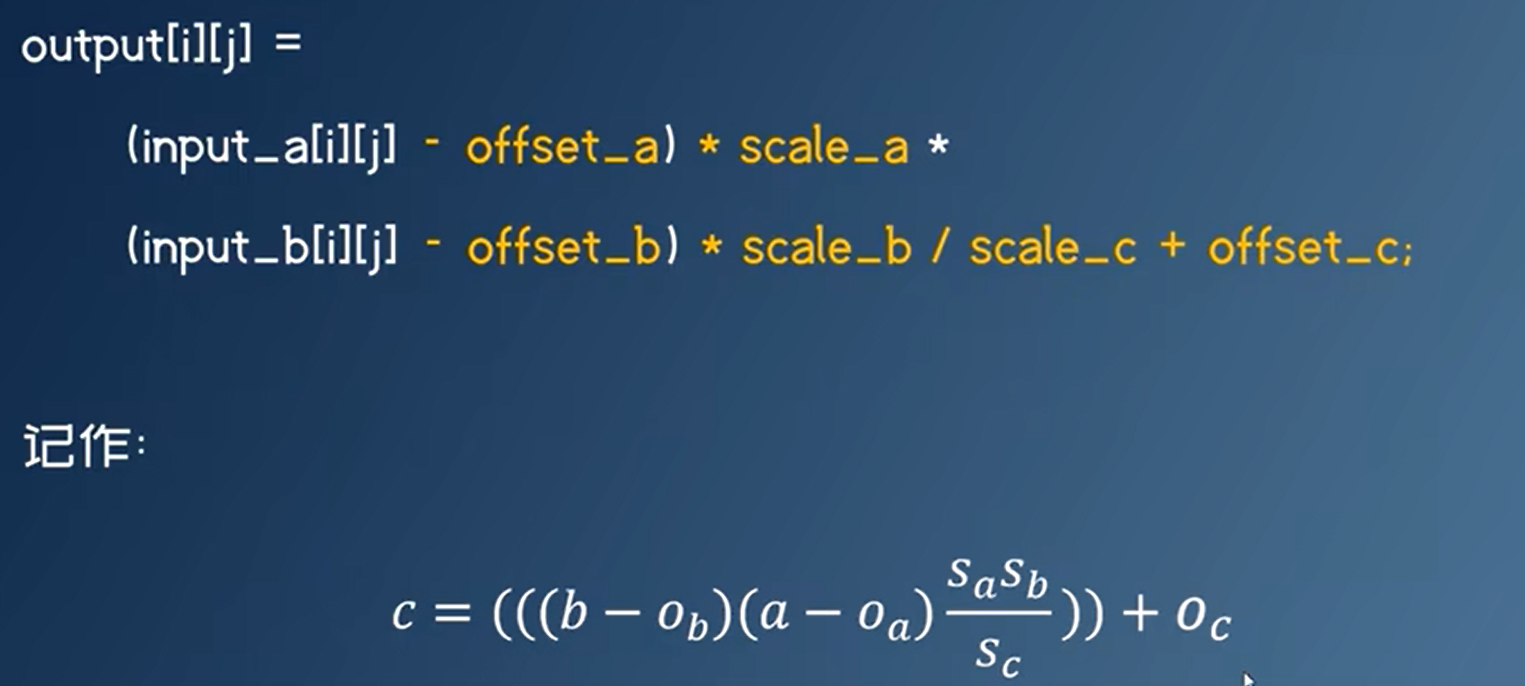 output[i][j] =
(input_a[i][j] - offset_a) * scale_a *
(input_b[i][j] - offset_b) * scale_b / scale_c + offset_c;
记作:
c = (((b − o_b)(a − o_a) \frac{s_a s_b}{s_c})) + o_c